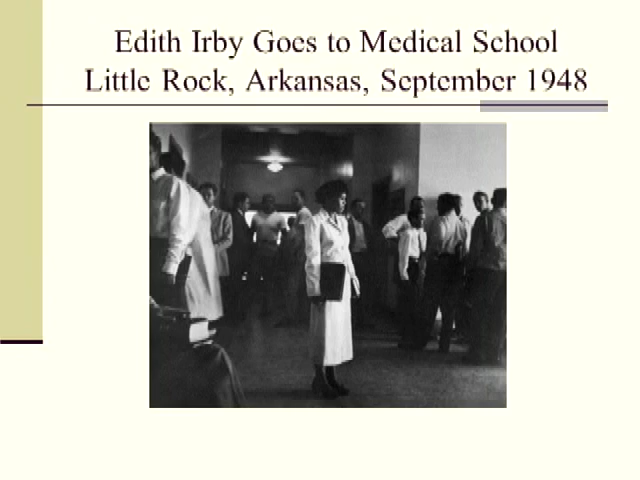 Edith Irby Goes to Medical School
Little Rock, Arkansas, September 1948